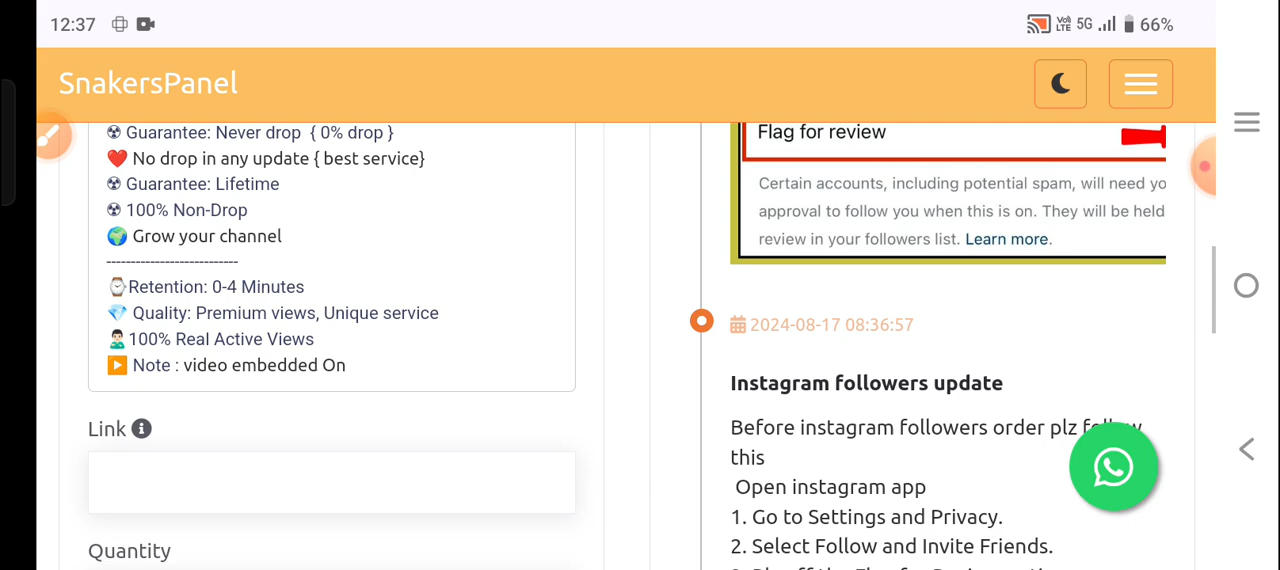 12:37
Vo)
LTE 5G 66%
SnakersPanel
☢ Guarantee: Never drop { 0% drop }
❤️ No drop in any update { best service}
☢ Guarantee: Lifetime
☢ 100% Non-Drop
🌍 Grow your channel
---------------------------
⌚Retention: 0-4 Minutes
💎 Quality: Premium views, Unique service
🙎🏻‍♂️100% Real Active Views
▶️ Note : video embedded On
Link
Quantity
Flag for review
Certain accounts, including potential spam, will need yo
approval to follow you when this is on. They will be held
review in your followers list. Learn more.
2024-08-17 08:36:57
Instagram followers update
Before instagram followers order plz follow
this
Open instagram app
1. Go to Settings and Privacy.
2. Select Follow and Invite Friends.